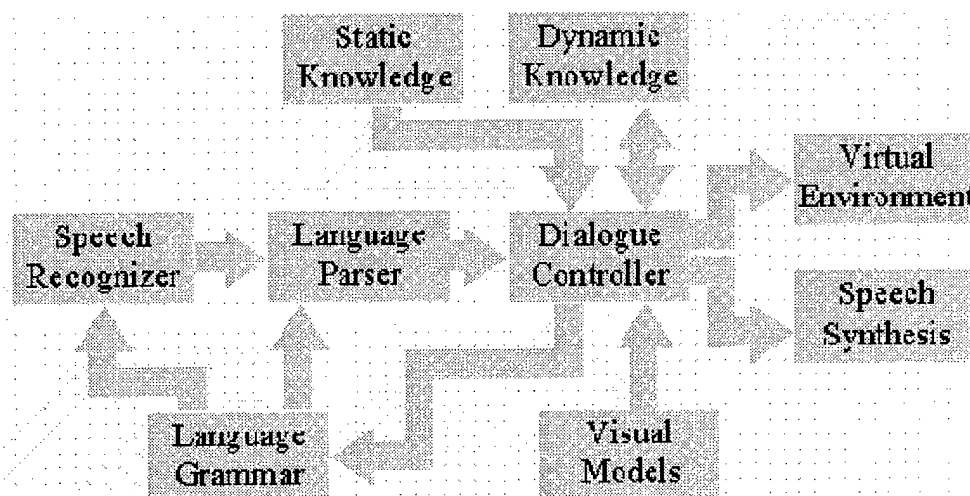 Static
Knowledge
Dynamic
Knowledge
Virtual
Environment
Speech
Recognizer
Language
Parser
Dialogue
Controller
Speech
Synthesis
Language
Grammar
Visual
Models